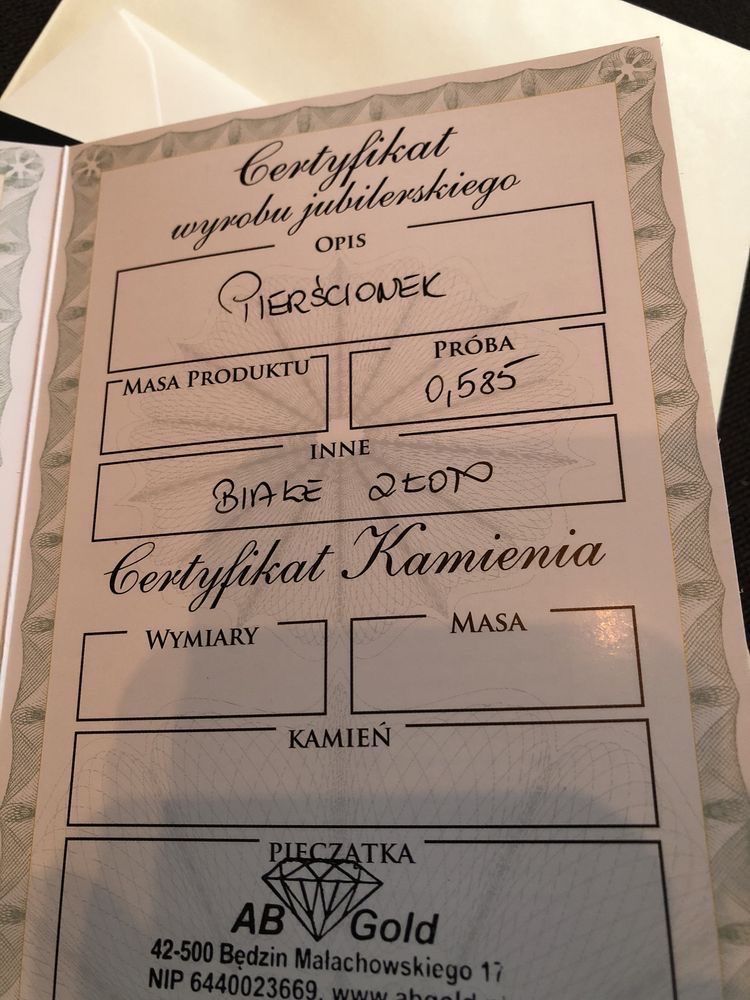 Certyfikat
wyrobu jubilerskiego
OPIS
PIERŚCIONEK
MASA PRODUKTU
PRÓBA
0,585
INNE
BIAŁE ZŁOTO
Certyfikat Kamienia
WYMIARY
MASA
KAMIEŃ
PIECZĄTKA
AB Gold
42-500 Będzin Małachowskiego 17
NIP 6440023669,